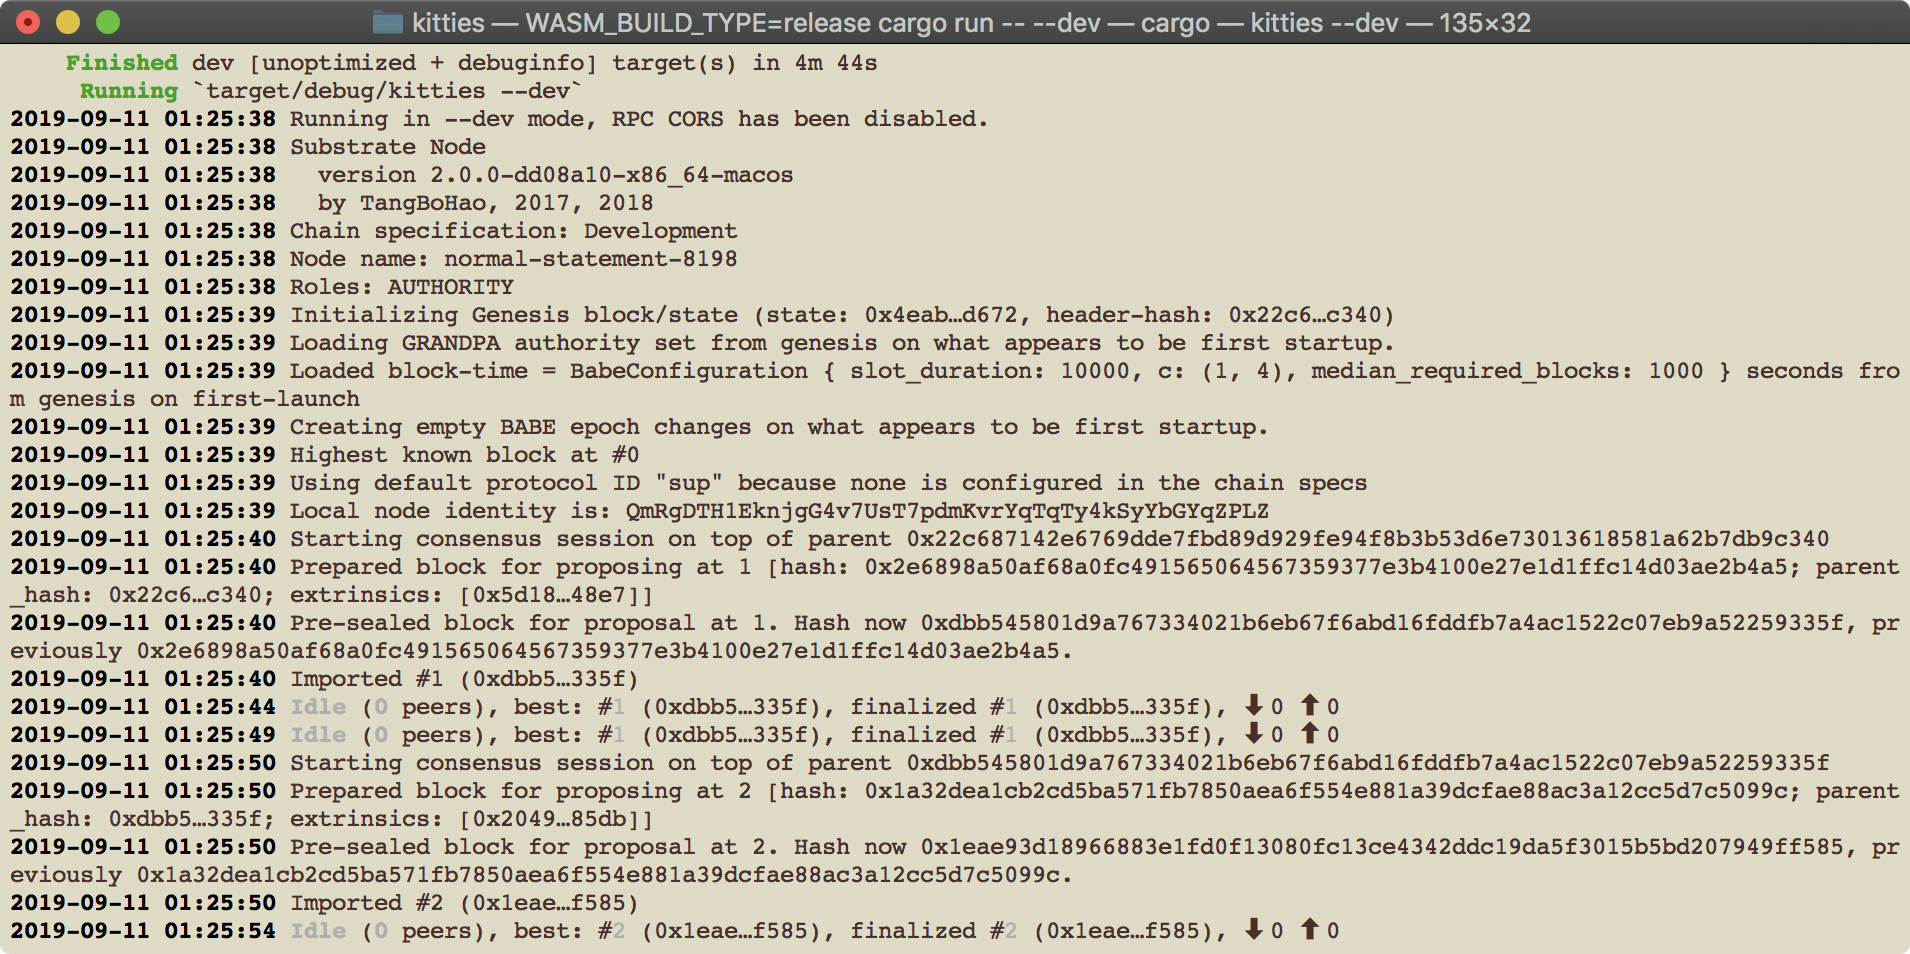 kitties — WASM_BUILD_TYPE=release cargo run -- --dev — cargo — kitties --dev — 135×32
Finished dev [unoptimized + debuginfo] target(s) in 4m 44s
Running `target/debug/kitties --dev`
2019-09-11 01:25:38 Running in --dev mode, RPC CORS has been disabled.
2019-09-11 01:25:38 Substrate Node
2019-09-11 01:25:38   version 2.0.0-dd08a10-x86_64-macos
2019-09-11 01:25:38   by TangBoHao, 2017, 2018
2019-09-11 01:25:38 Chain specification: Development
2019-09-11 01:25:38 Node name: normal-statement-8198
2019-09-11 01:25:38 Roles: AUTHORITY
2019-09-11 01:25:39 Initializing Genesis block/state (state: 0x4eab…d672, header-hash: 0x22c6…c340)
2019-09-11 01:25:39 Loading GRANDPA authority set from genesis on what appears to be first startup.
2019-09-11 01:25:39 Loaded block-time = BabeConfiguration { slot_duration: 10000, c: (1, 4), median_required_blocks: 1000 } seconds fro
m genesis on first-launch
2019-09-11 01:25:39 Creating empty BABE epoch changes on what appears to be first startup.
2019-09-11 01:25:39 Highest known block at #0
2019-09-11 01:25:39 Using default protocol ID "sup" because none is configured in the chain specs
2019-09-11 01:25:39 Local node identity is: QmRgDTH1EknjgG4v7UsT7pdmKvrYqTqTy4kSyYbGYqZPLZ
2019-09-11 01:25:40 Starting consensus session on top of parent 0x22c687142e6769dde7fbd89d929fe94f8b3b53d6e73013618581a62b7db9c340
2019-09-11 01:25:40 Prepared block for proposing at 1 [hash: 0x2e6898a50af68a0fc491565064567359377e3b4100e27e1d1ffc14d03ae2b4a5; parent
_hash: 0x22c6…c340; extrinsics: [0x5d18…48e7]]
2019-09-11 01:25:40 Pre-sealed block for proposal at 1. Hash now 0xdbb545801d9a767334021b6eb67f6abd16fddfb7a4ac1522c07eb9a52259335f, pr
eviously 0x2e6898a50af68a0fc491565064567359377e3b4100e27e1d1ffc14d03ae2b4a5.
2019-09-11 01:25:40 Imported #1 (0xdbb5…335f)
2019-09-11 01:25:44 Idle (0 peers), best: #1 (0xdbb5…335f), finalized #1 (0xdbb5…335f), ⬇ 0 ⬆ 0
2019-09-11 01:25:49 Idle (0 peers), best: #1 (0xdbb5…335f), finalized #1 (0xdbb5…335f), ⬇ 0 ⬆ 0
2019-09-11 01:25:50 Starting consensus session on top of parent 0xdbb545801d9a767334021b6eb67f6abd16fddfb7a4ac1522c07eb9a52259335f
2019-09-11 01:25:50 Prepared block for proposing at 2 [hash: 0x1a32dea1cb2cd5ba571fb7850aea6f554e881a39dcfae88ac3a12cc5d7c5099c; parent
_hash: 0xdbb5…335f; extrinsics: [0x2049…85db]]
2019-09-11 01:25:50 Pre-sealed block for proposal at 2. Hash now 0x1eae93d18966883e1fd0f13080fc13ce4342ddc19da5f3015b5bd207949ff585, pr
eviously 0x1a32dea1cb2cd5ba571fb7850aea6f554e881a39dcfae88ac3a12cc5d7c5099c.
2019-09-11 01:25:50 Imported #2 (0x1eae…f585)
2019-09-11 01:25:54 Idle (0 peers), best: #2 (0x1eae…f585), finalized #2 (0x1eae…f585), ⬇ 0 ⬆ 0